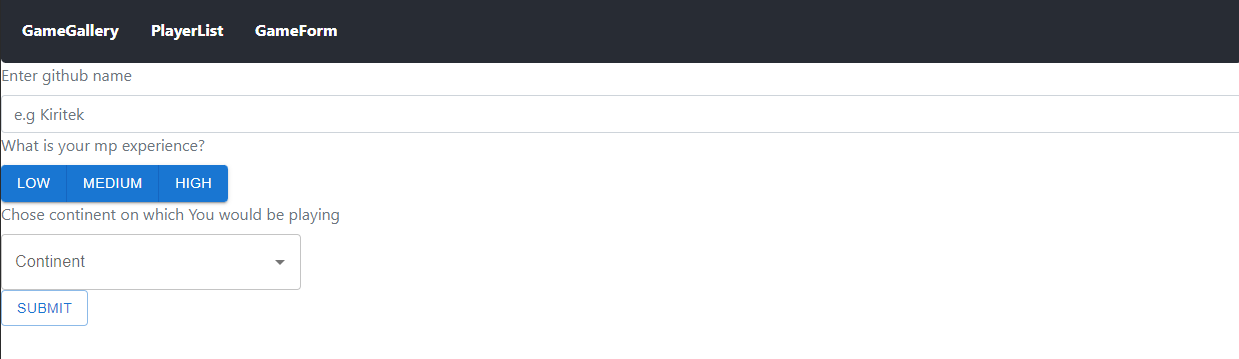 GameGallery PlayerList GameForm
Enter github name
e.g Kiritek
What is your mp experience?
LOW MEDIUM HIGH
Chose continent on which You would be playing
Continent
SUBMIT